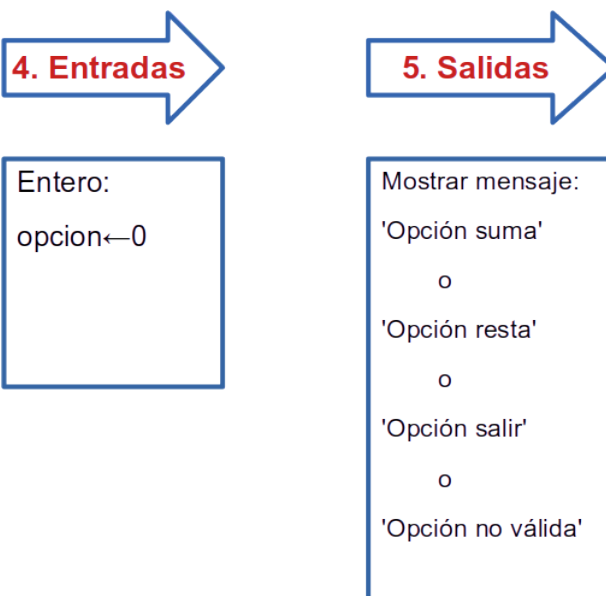 4. Entradas
Entero:
opcion←0
5. Salidas
Mostrar mensaje:
'Opción suma'
o
'Opción resta'
o
'Opción salir'
o
'Opción no válida'